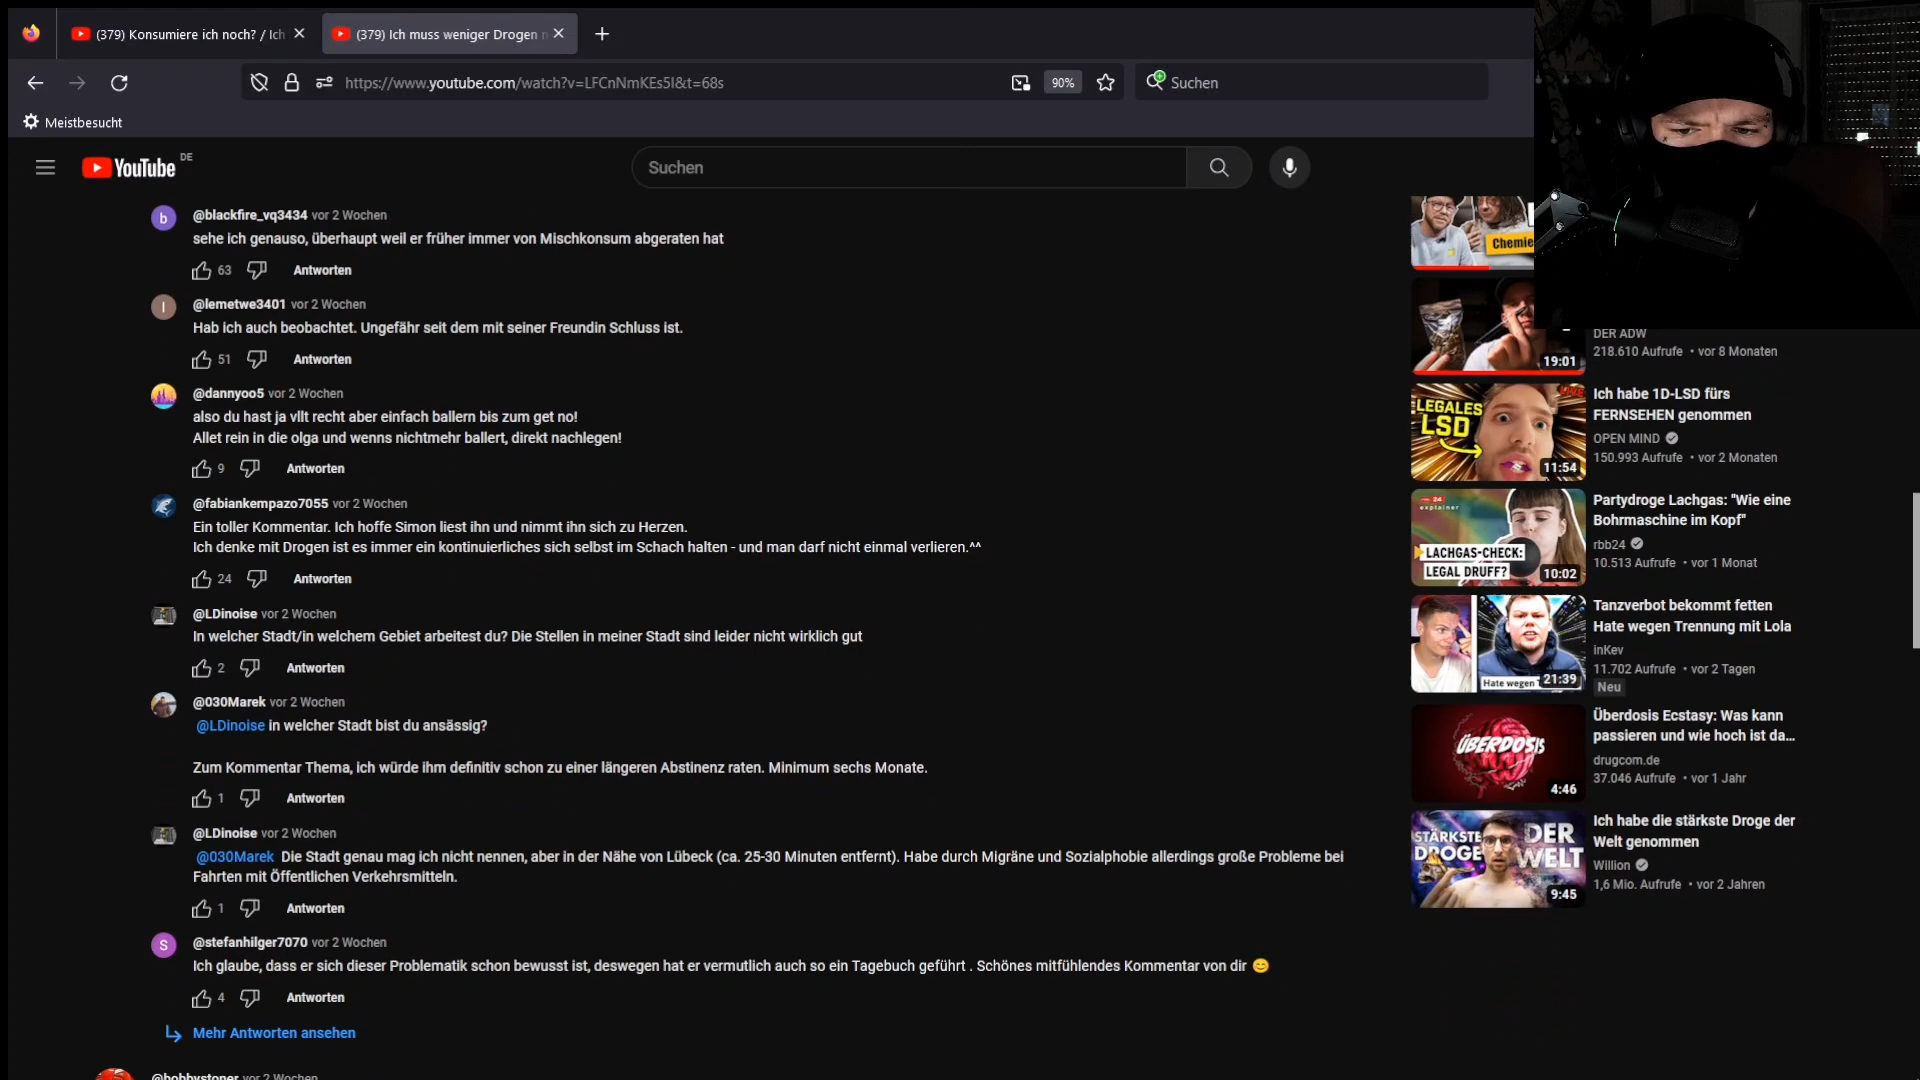 (379) Konsumiere ich noch? / Ich
(379) Ich muss weniger Drogen n
https://www.youtube.com/watch?v=LFCnNmKEs5I&t=68s
90%
Suchen
Meistbesucht
YouTube DE
Suchen
b
@blackfire_vq3434 vor 2 Wochen
sehe ich genauso, überhaupt weil er früher immer von Mischkonsum abgeraten hat
63 Antworten
l
@lemetwe3401 vor 2 Wochen
Hab ich auch beobachtet. Ungefähr seit dem mit seiner Freundin Schluss ist.
51 Antworten
@dannyoo5 vor 2 Wochen
also du hast ja vllt recht aber einfach ballern bis zum get no!
Allet rein in die olga und wenns nichtmehr ballert, direkt nachlegen!
9 Antworten
@fabiankempazo7055 vor 2 Wochen
Ein toller Kommentar. Ich hoffe Simon liest ihn und nimmt ihn sich zu Herzen.
Ich denke mit Drogen ist es immer ein kontinuierliches sich selbst im Schach halten - und man darf nicht einmal verlieren.^^
24 Antworten
@LDinoise vor 2 Wochen
In welcher Stadt/in welchem Gebiet arbeitest du? Die Stellen in meiner Stadt sind leider nicht wirklich gut
2 Antworten
@030Marek vor 2 Wochen
@LDinoise in welcher Stadt bist du ansässig?
Zum Kommentar Thema, ich würde ihm definitiv schon zu einer längeren Abstinenz raten. Minimum sechs Monate.
1 Antworten
@LDinoise vor 2 Wochen
@030Marek Die Stadt genau mag ich nicht nennen, aber in der Nähe von Lübeck (ca. 25-30 Minuten entfernt). Habe durch Migräne und Sozialphobie allerdings große Probleme bei
Fahrten mit Öffentlichen Verkehrsmitteln.
1 Antworten
S
@stefanhilger7070 vor 2 Wochen
Ich glaube, dass er sich dieser Problematik schon bewusst ist, deswegen hat er vermutlich auch so ein Tagebuch geführt . Schönes mitfühlendes Kommentar von dir 😊
4 Antworten
Mehr Antworten ansehen
@bobbystoner vor 2 Wochen
Chemie
19:01
DER ADW
218.610 Aufrufe • vor 8 Monaten
LEGALES
LSD
11:54
Ich habe 1D-LSD fürs
FERNSEHEN genommen
OPEN MIND
150.993 Aufrufe • vor 2 Monaten
24
explainer
LACHGAS-CHECK:
LEGAL DRUFF?
10:02
Partydroge Lachgas: "Wie eine
Bohrmaschine im Kopf"
rbb24
10.513 Aufrufe • vor 1 Monat
Hate wegen
21:39
Tanzverbot bekommt fetten
Hate wegen Trennung mit Lola
inKev
11.702 Aufrufe • vor 2 Tagen
Neu
ÜBERDOSIS
4:46
Überdosis Ecstasy: Was kann
passieren und wie hoch ist da...
drugcom.de
37.046 Aufrufe • vor 1 Jahr
STÄRKSTE DER
DROGE WELT
9:45
Ich habe die stärkste Droge der
Welt genommen
Willion
1,6 Mio. Aufrufe • vor 2 Jahren